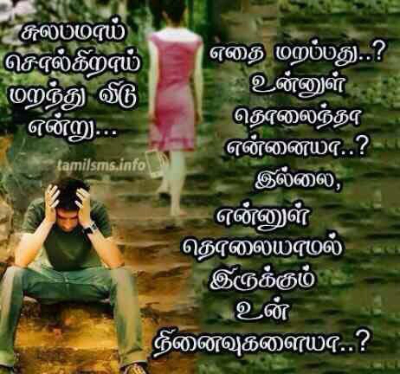 சுலபமாய்
சொல்கிறாய்
மறந்து விடு
என்று...
tamilsms.info
எதை மறப்பது..?
உன்னுள்
தொலைந்தா
என்னையா..?
இல்லை,
என்னுள்
தொலையாமல்
இருக்கும்
உன்
நினைவுகளையா..?